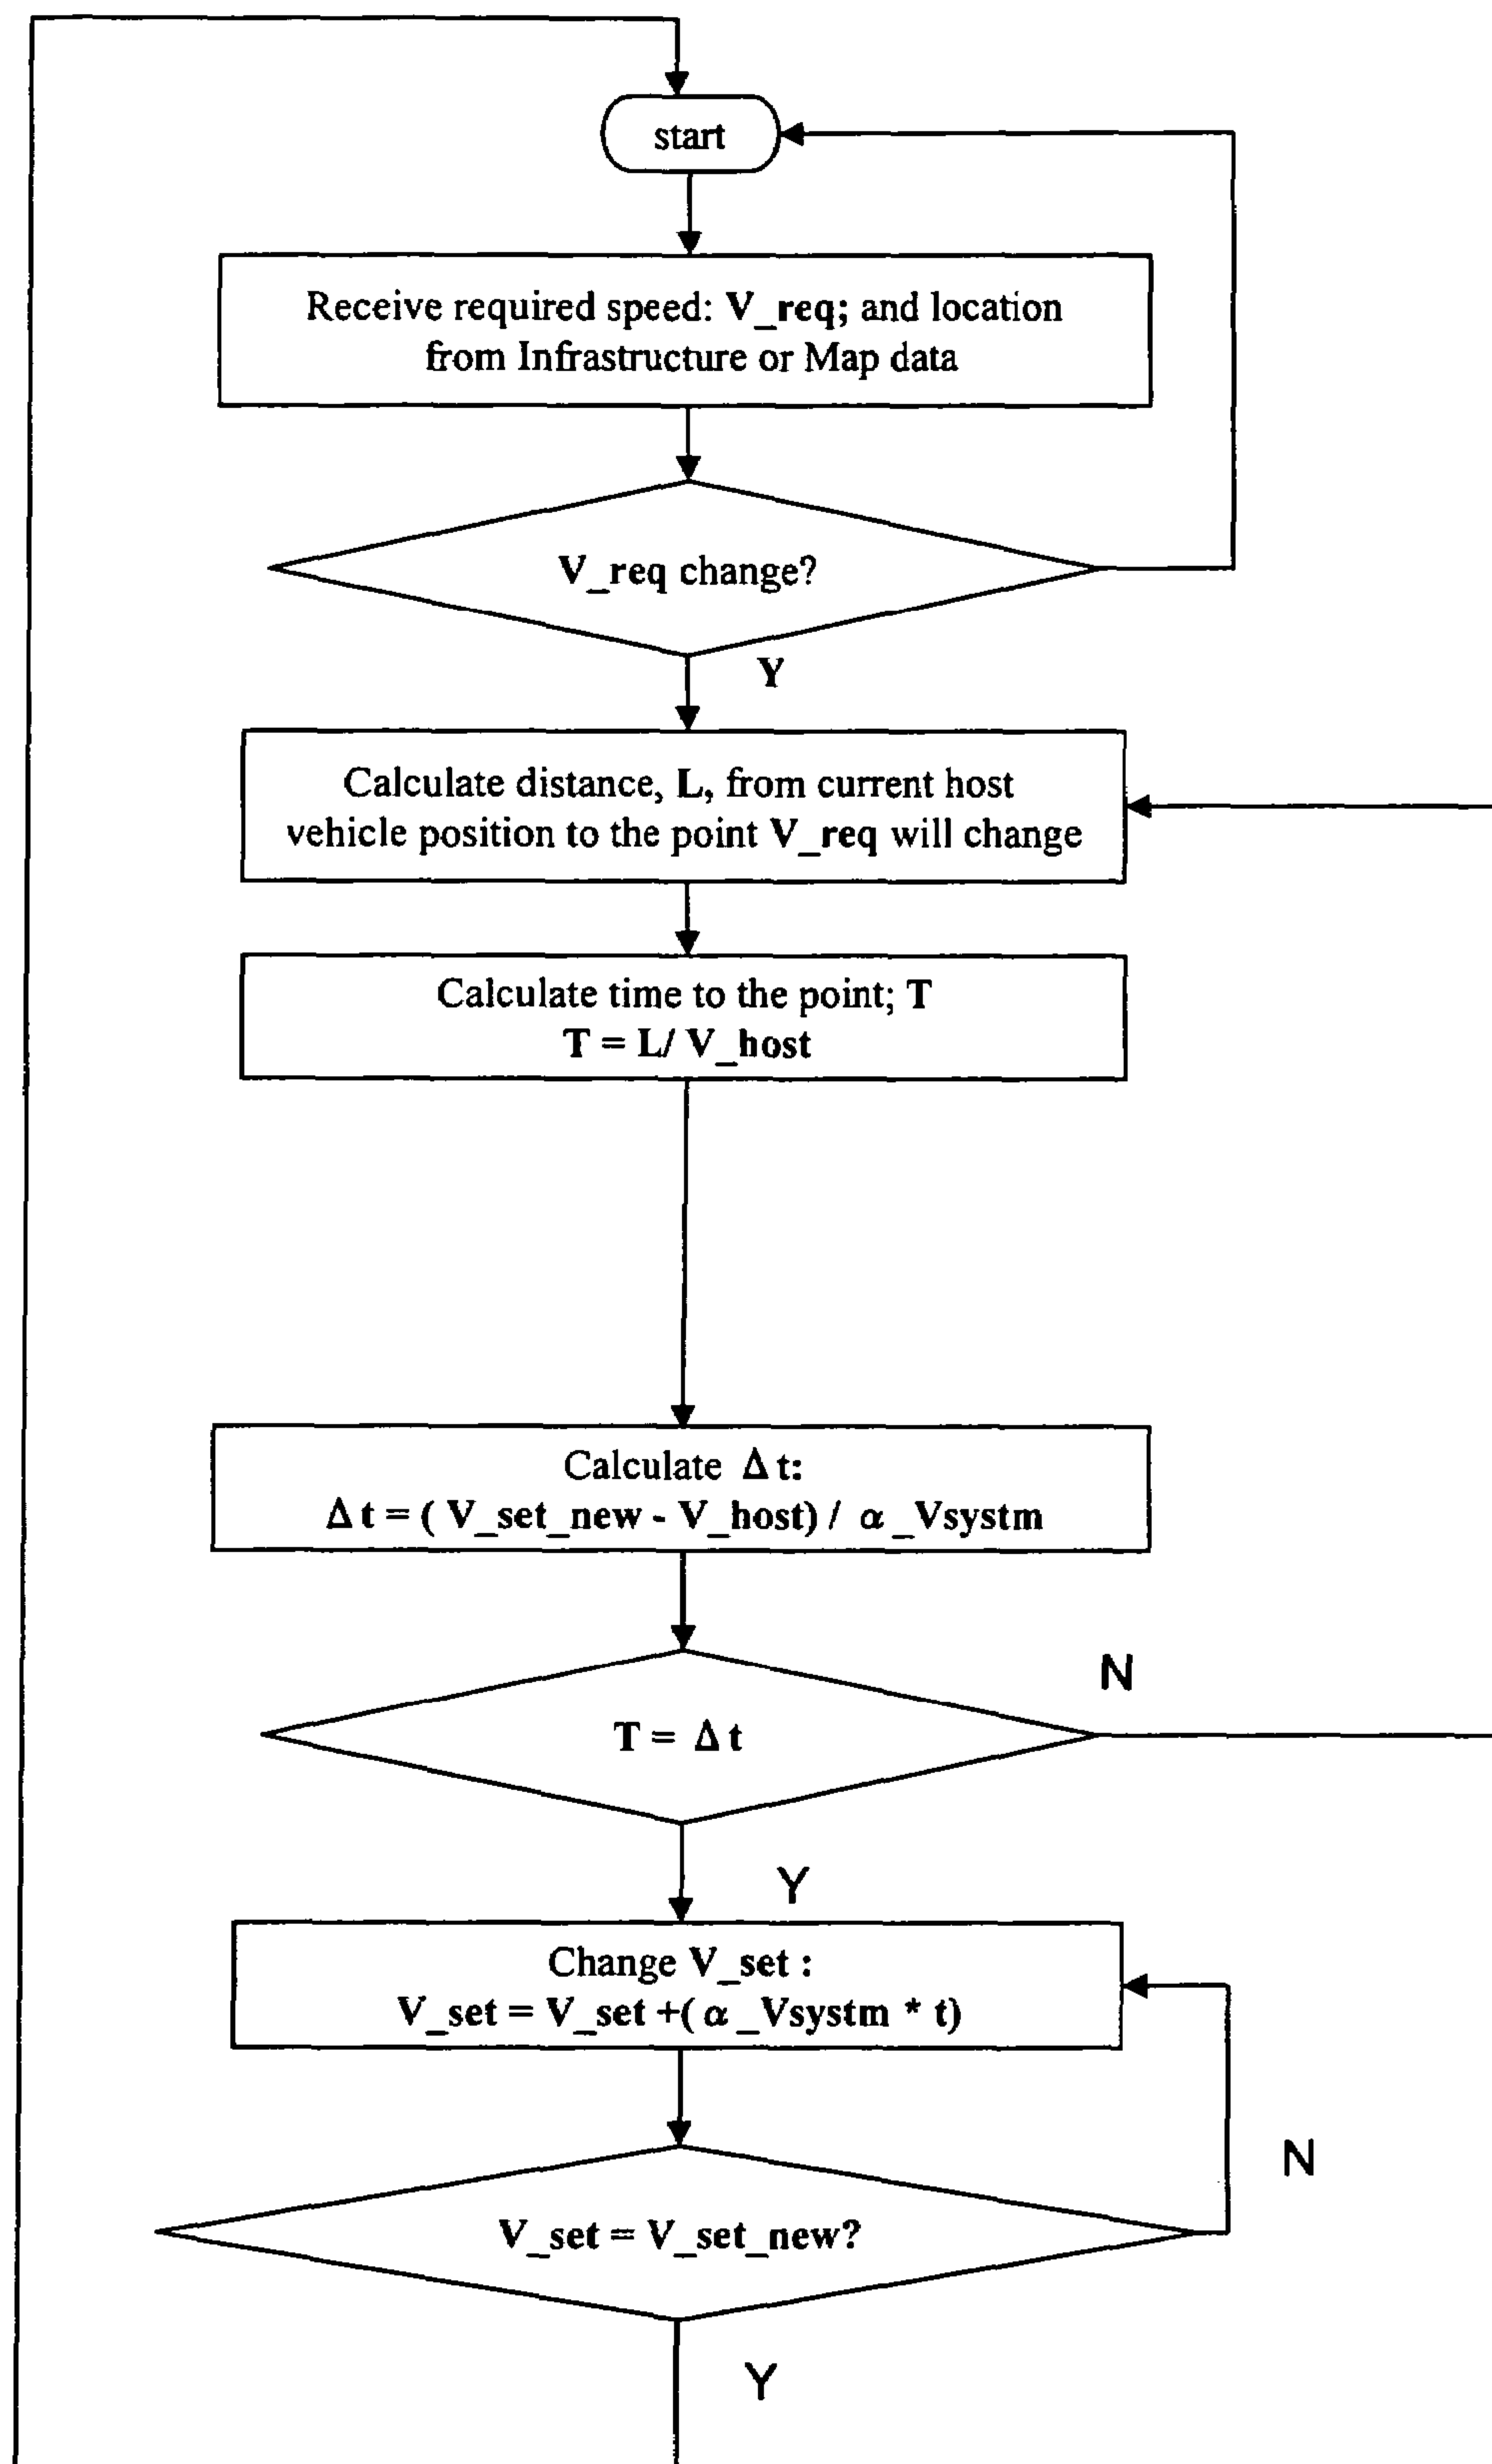 start
Receive required speed: V_req; and location
from Infrastructure or Map data
V_req change?
Y
Calculate distance, L, from current host
vehicle position to the point V_req will change
Calculate time to the point; T
T = L/ V_host
Calculate Δt:
Δt = ( V_set_new - V_host) / α_Vsystm
N
T = Δt
Y
Change V_set :
V_set = V_set +( α_Vsystm * t)
N
V_set = V_set_new?
Y